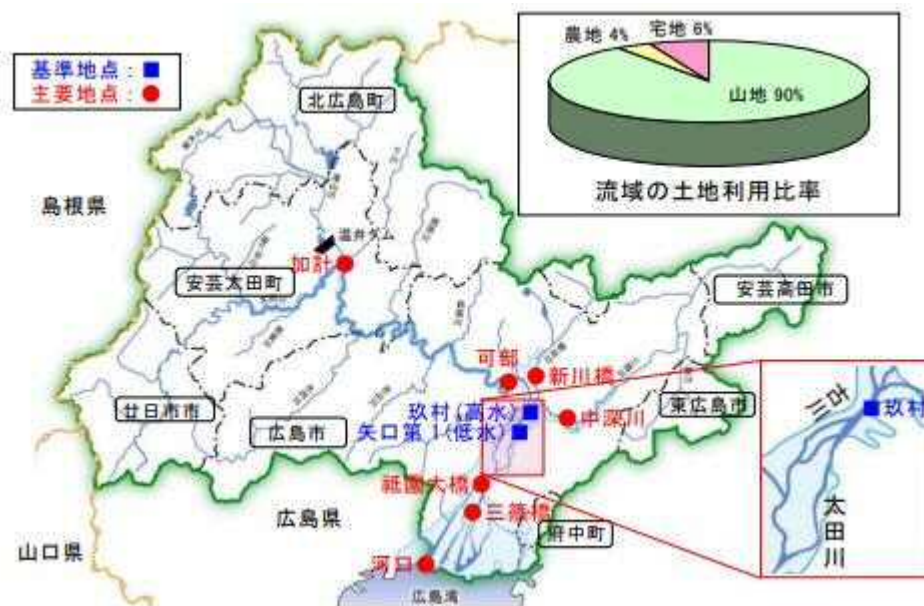 農地 4%
宅地 6%
山地 90%
流域の土地利用比率
基準地点：■
主要地点：●
北広島町
島根県
温井ダム
加計
安芸太田町
安芸高田市
可部
新川橋
古川
玖村
廿日市市
広島市
玖村(高水)
矢口第1(低水)
中深川
東広島市
太田川
祇園大橋
三篠橋
広島県
府中町
山口県
河口
広島湾